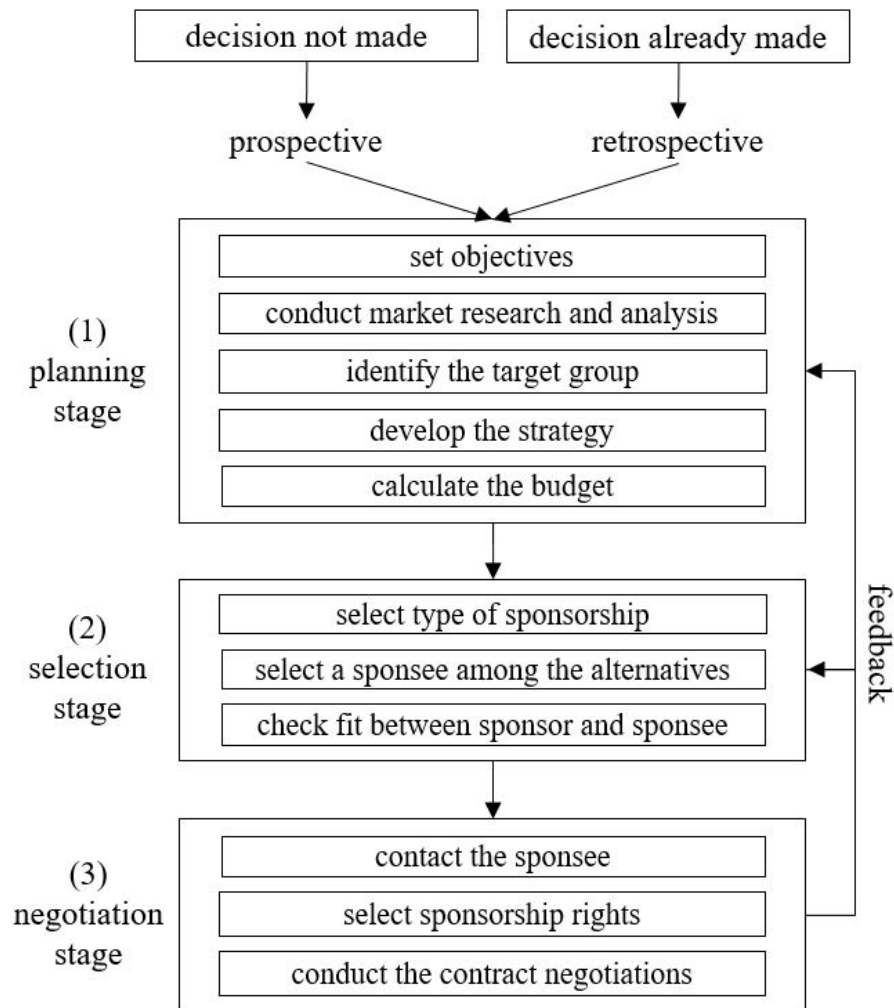 decision not made
decision already made
prospective
retrospective
set objectives
conduct market research and analysis
(1)
planning
stage
identify the target group
develop the strategy
calculate the budget
feedback
(2)
selection
stage
select type of sponsorship
select a sponsee among the alternatives
check fit between sponsor and sponsee
(3)
negotiation
stage
contact the sponsee
select sponsorship rights
conduct the contract negotiations